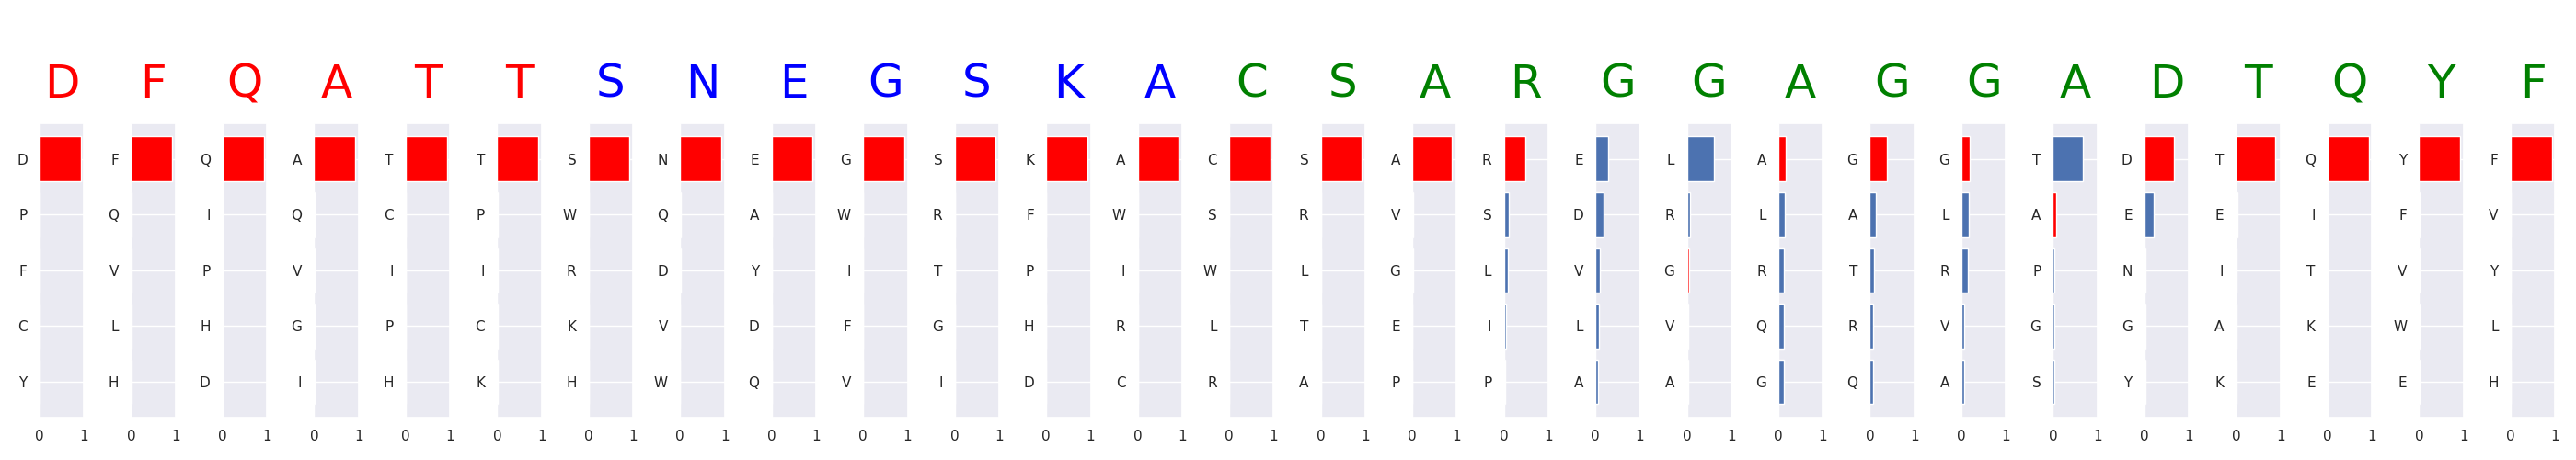 D F Q A T T S N E G S K A C S A R G G A G G A D T Q Y F
D F Q A T T S N E G S K A C S A R E L A G G T D T Q Y F
P Q I Q C P W Q A W R F W S R V S D R L A L A E E I F V
F V P V I I R D Y I T P I W L G L V G R T R P N I T V Y
C L H G P C K V D F G H R L T E I L V Q R V G G A K W L
Y H D I H K H W Q V I D C R A P P A A G Q A S Y K E E H
0 1 0 1 0 1 0 1 0 1 0 1 0 1 0 1 0 1 0 1 0 1 0 1 0 1 0 1 0 1 0 1 0 1 0 1 0 1 0 1 0 1 0 1 0 1 0 1 0 1 0 1 0 1 0 1